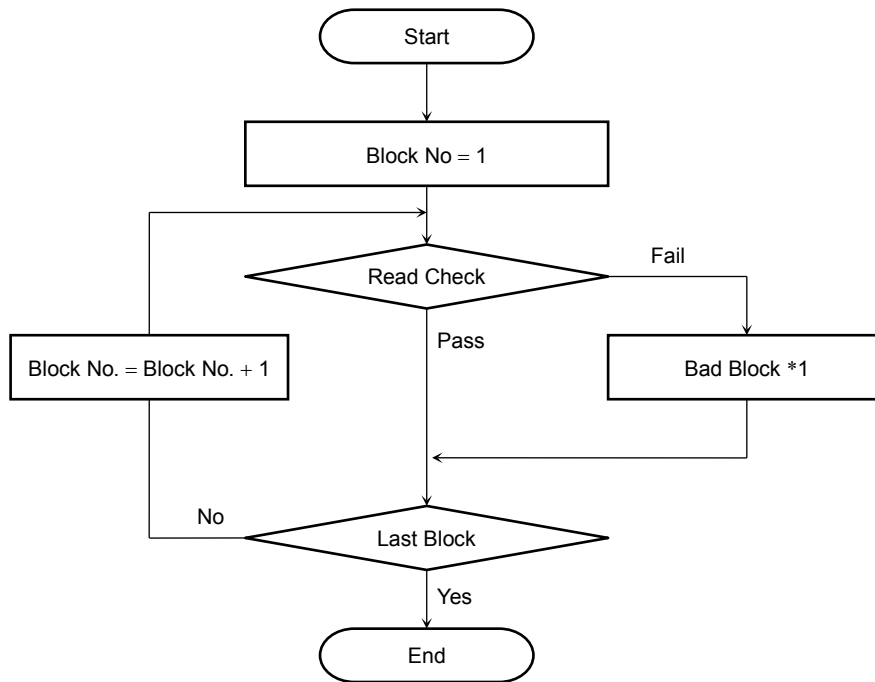 Start
Block No = 1
Read Check
Fail
Pass
Block No. = Block No. + 1
Bad Block *1
No
Last Block
Yes
End